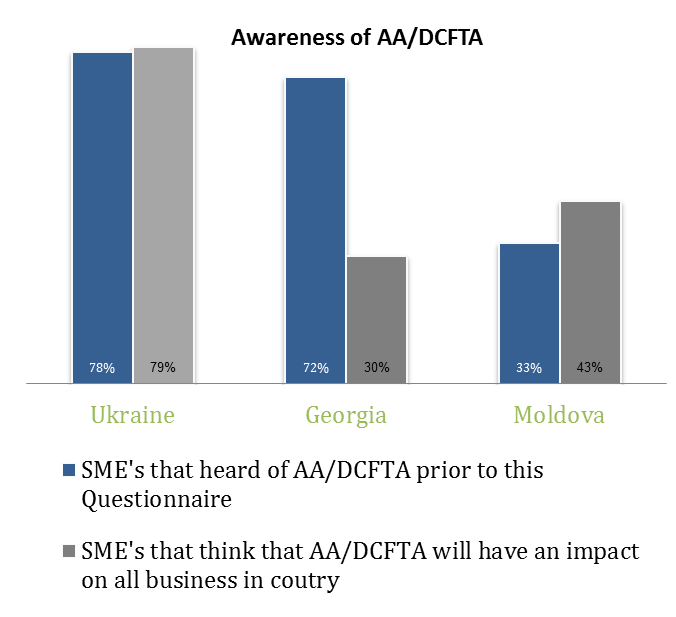 Awareness of AA/DCFTA
78%
79%
72%
30%
33%
43%
Ukraine
Georgia
Moldova
SME's that heard of AA/DCFTA prior to this
Questionnaire
SME's that think that AA/DCFTA will have an impact
on all business in coutry